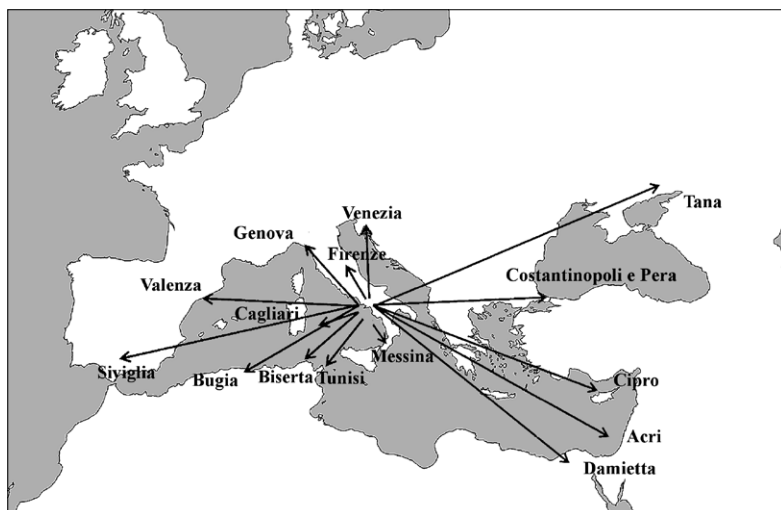 Tana
Venezia
Genova
Firenze
Costantinopoli e Pera
Valenza
Cagliari
Messina
Siviglia
Bugia
Biserta
Tunisi
Cipro
Acri
Damietta